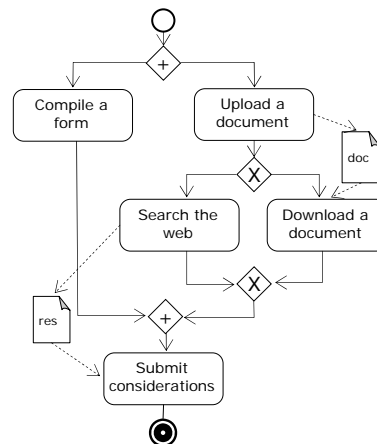 +
Compile a
form
Upload a
document
doc
X
Search the
web
Download a
document
X
res
+
Submit
considerations